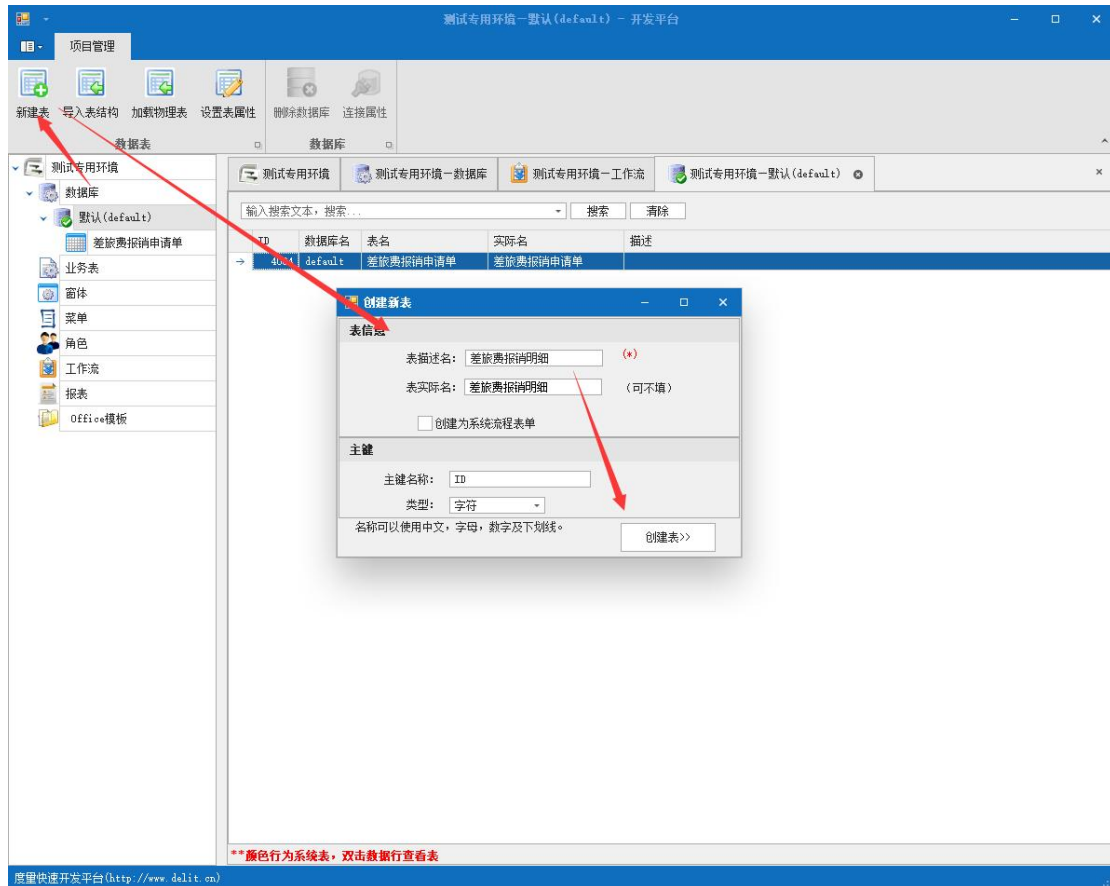 测试专用环境—默认(default) - 开发平台
项目管理
新建表 导入表结构 加载物理表 设置表属性 删除数据库 连接属性
数据表 数据库
测试专用环境
数据库
默认(default)
差旅费报销申请单
业务表
窗体
菜单
角色
工作流
报表
Office模板
测试专用环境 测试专用环境—数据库 测试专用环境—工作流 测试专用环境—默认(default)
输入搜索文本，搜索... 搜索 清除
ID 数据库名 表名 实际名 描述
default 差旅费报销申请单 差旅费报销申请单
创建新表
表信息
表描述名: 差旅费报销明细 (*)
表实际名: 差旅费报销明细 (可不填)
创建为系统流程表单
主键
主键名称: ID
类型: 字符
名称可以使用中文，字母，数字及下划线。
创建表>>
**颜色行为系统表，双击数据行查看表
度量快速开发平台(http://www.delit.cn)